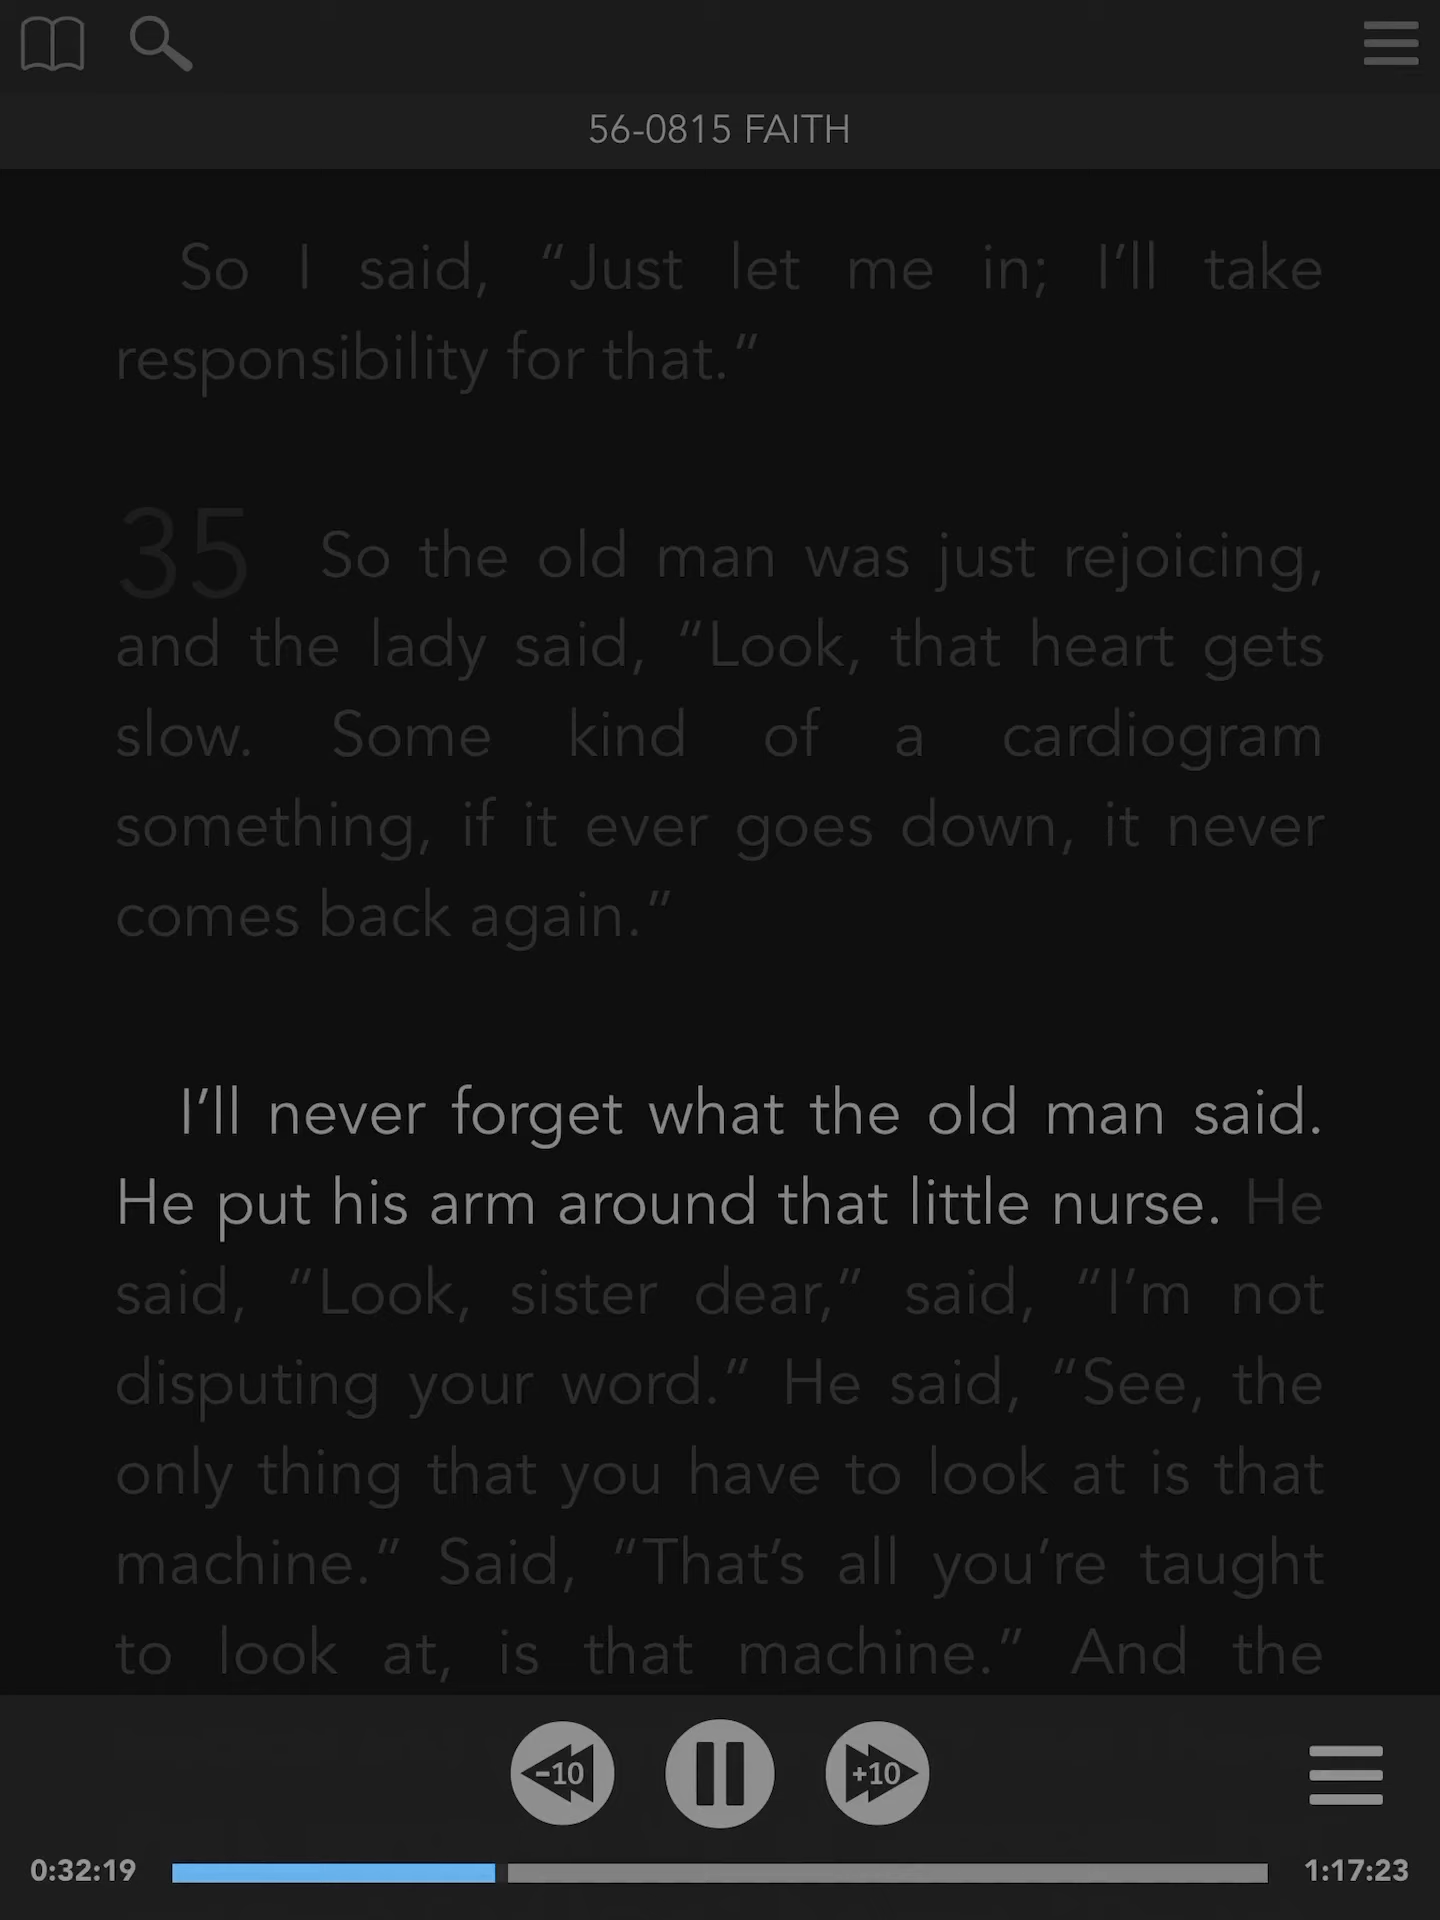 56-0815 FAITH
So I said, “Just let me in; I’ll take
responsibility for that.”
35 So the old man was just rejoicing,
and the lady said, “Look, that heart gets
slow. Some kind of a cardiogram
something, if it ever goes down, it never
comes back again.”
I’ll never forget what the old man said.
He put his arm around that little nurse. He
said, “Look, sister dear,” said, “I’m not
disputing your word.” He said, “See, the
only thing that you have to look at is that
machine.” Said, “That’s all you’re taught
to look at, is that machine.” And the
-10 +10
0:32:19 1:17:23